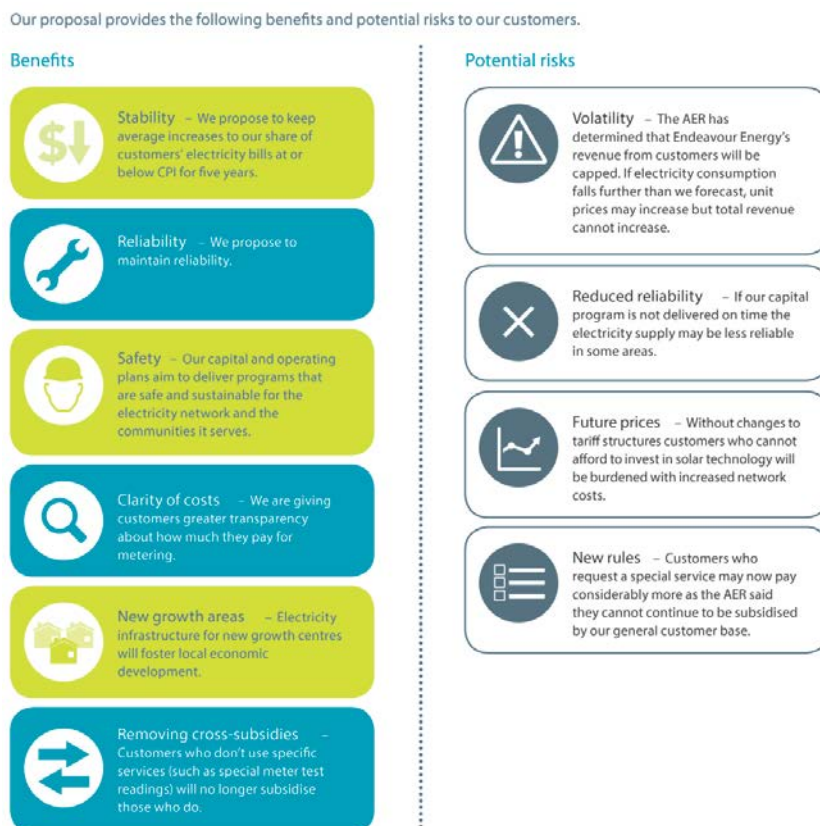 Our proposal provides the following benefits and potential risks to our customers.
Benefits
Stability – We propose to keep
average increases to our share of
customers' electricity bills at or
below CPI for five years.
Reliability – We propose to
maintain reliability.
Safety – Our capital and operating
plans aim to deliver programs that
are safe and sustainable for the
electricity network and the
communities it serves.
Clarity of costs – We are giving
customers greater transparency
about how much they pay for
metering.
New growth areas – Electricity
infrastructure for new growth centres
will foster local economic
development.
Removing cross-subsidies –
Customers who don't use specific
services (such as special meter test
readings) will no longer subsidise
those who do.
Potential risks
Volatility – The AER has
determined that Endeavour Energy's
revenue from customers will be
capped. If electricity consumption
falls further than we forecast, unit
prices may increase but total revenue
cannot increase.
Reduced reliability – If our capital
program is not delivered on time the
electricity supply may be less reliable
in some areas.
Future prices – Without changes to
tariff structures customers who cannot
afford to invest in solar technology will
be burdened with increased network
costs.
New rules – Customers who
request a special service may now pay
considerably more as the AER said
they cannot continue to be subsidised
by our general customer base.